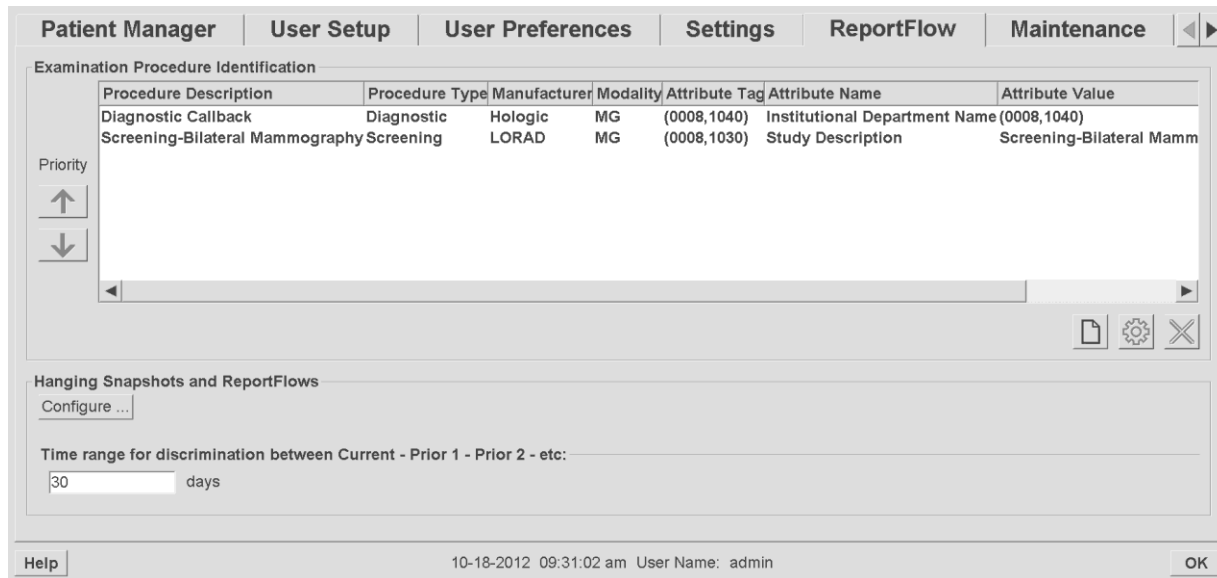 Patient Manager User Setup User Preferences Settings ReportFlow Maintenance
Examination Procedure Identification
Procedure Description Procedure Type Manufacturer Modality Attribute Tag Attribute Name Attribute Value
Diagnostic Callback Diagnostic Hologic MG (0008,1040) Institutional Department Name (0008,1040)
Screening-Bilateral Mammography Screening LORAD MG (0008,1030) Study Description Screening-Bilateral Mamm
Priority
Hanging Snapshots and ReportFlows
Configure ...
Time range for discrimination between Current - Prior 1 - Prior 2 - etc:
30 days
Help 10-18-2012 09:31:02 am User Name: admin OK